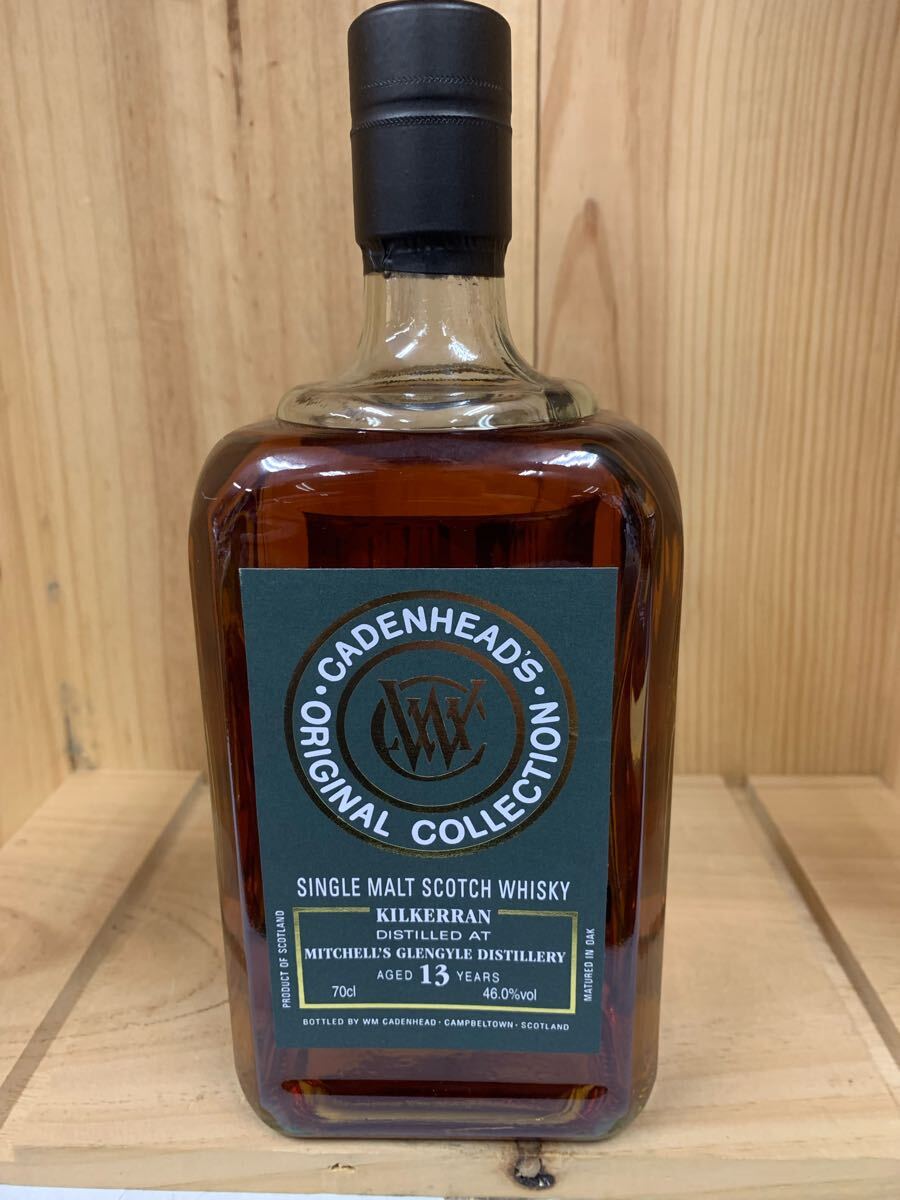 ·CADENHEAD'S·
ORIGINAL COLLECTION
WC
SINGLE MALT SCOTCH WHISKY
KILKERRAN
DISTILLED AT
MITCHELL'S GLENGYLE DISTILLERY
AGED 13 YEARS
70cl 46.0%vol
PRODUCT OF SCOTLAND
MATURED IN OAK
BOTTLED BY WM CADENHEAD · CAMPBELTOWN · SCOTLAND